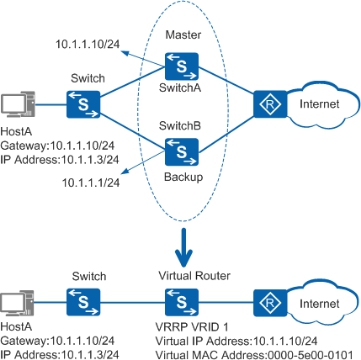 Master
10.1.1.10/24
Switch
SwitchA
Internet
HostA
Gateway:10.1.1.10/24
IP Address:10.1.1.3/24
SwitchB
10.1.1.1/24
Backup
Switch
Virtual Router
Internet
HostA
Gateway:10.1.1.10/24
IP Address:10.1.1.3/24
VRRP VRID 1
Virtual IP Address:10.1.1.10/24
Virtual MAC Address:0000-5e00-0101
S
S
S
R
S
S
R